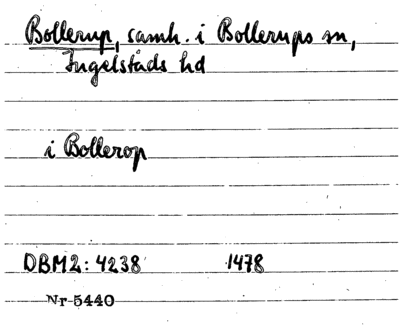 Bollerup, samh. i Bollerups sn,
Ingelstads hd
i Bollerop
DBM2: 4238 1478
Nr 5440